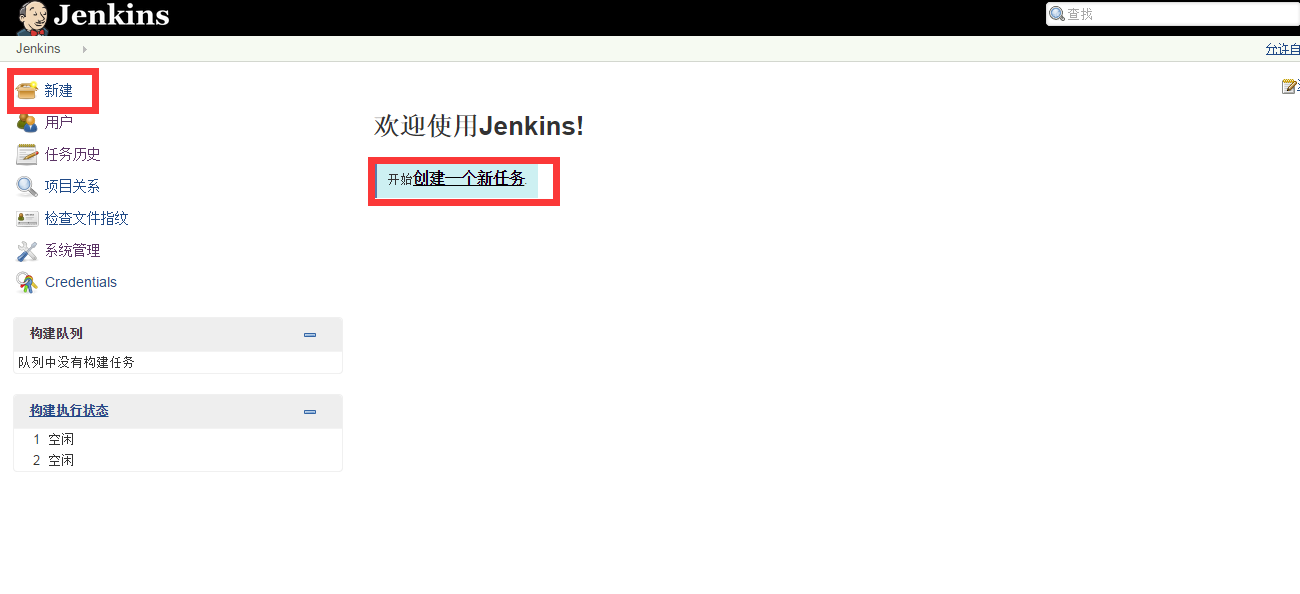 Jenkins
查找
Jenkins
允许自
新建
用户
任务历史
项目关系
检查文件指纹
系统管理
Credentials
欢迎使用Jenkins!
开始创建一个新任务.
构建队列
队列中没有构建任务
构建执行状态
1 空闲
2 空闲